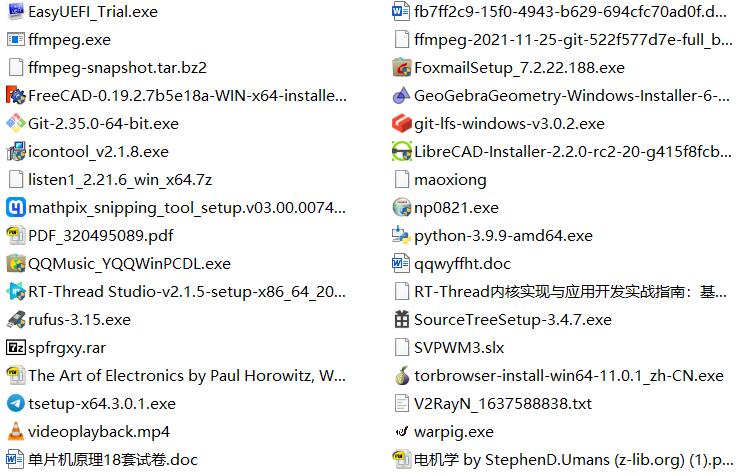 EasyUEFI_Trial.exe
fb7ff2c9-15f0-4943-b629-694cfc70ad0f.d...
ffmpeg.exe
ffmpeg-2021-11-25-git-522f577d7e-full_b...
ffmpeg-snapshot.tar.bz2
FoxmailSetup_7.2.22.188.exe
FreeCAD-0.19.2.7b5e18a-WIN-x64-installe...
GeoGebraGeometry-Windows-Installer-6-...
Git-2.35.0-64-bit.exe
git-lfs-windows-v3.0.2.exe
icontool_v2.1.8.exe
LibreCAD-Installer-2.2.0-rc2-20-g415f8fcb...
listen1_2.21.6_win_x64.7z
maoxiong
mathpix_snipping_tool_setup.v03.00.0074...
np0821.exe
PDF_320495089.pdf
python-3.9.9-amd64.exe
QQMusic_YQQWinPCDL.exe
qqwyffht.doc
RT-Thread Studio-v2.1.5-setup-x86_64_20...
RT-Thread内核实现与应用开发实战指南：基...
rufus-3.15.exe
SourceTreeSetup-3.4.7.exe
spfrgxy.rar
SVPWM3.slx
The Art of Electronics by Paul Horowitz, W...
torbrowser-install-win64-11.0.1_zh-CN.exe
tsetup-x64.3.0.1.exe
V2RayN_1637588838.txt
videoplayback.mp4
warpig.exe
单片机原理18套试卷.doc
电机学 by StephenD.Umans (z-lib.org) (1).p...